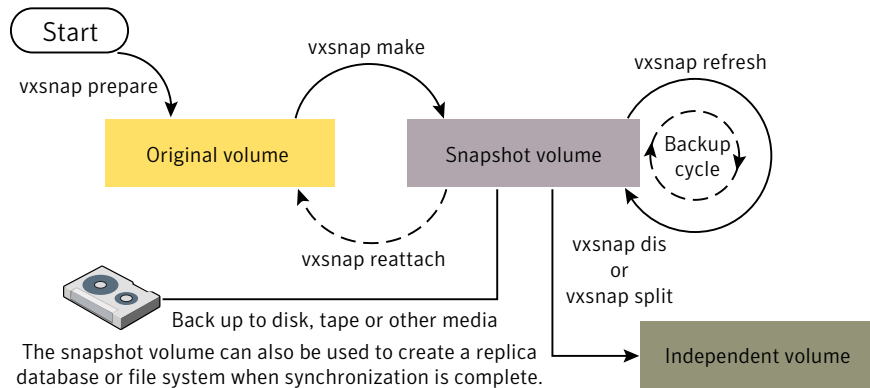 Start
vxsnap prepare
vxsnap make
vxsnap refresh
Original volume
Snapshot volume
Backup
cycle
vxsnap reattach
vxsnap dis
or
vxsnap split
Back up to disk, tape or other media
The snapshot volume can also be used to create a replica
database or file system when synchronization is complete.
Independent volume